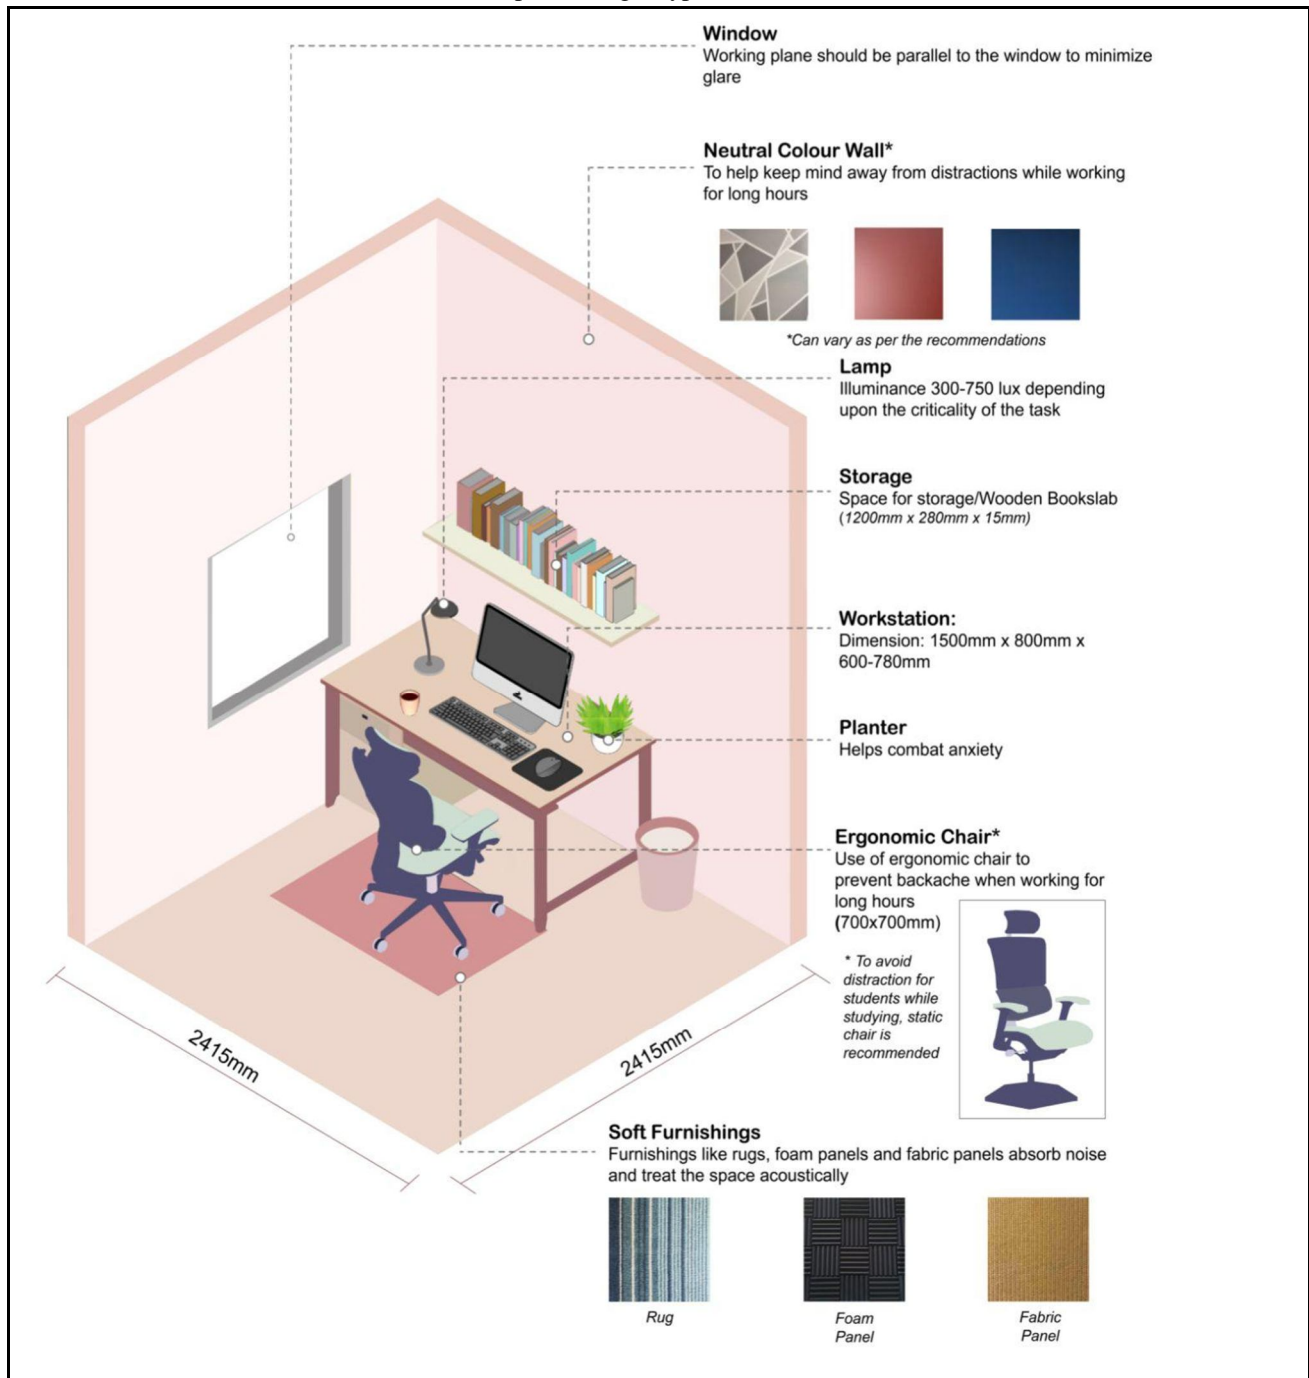 Window
Working plane should be parallel to the window to minimize
glare
Neutral Colour Wall*
To help keep mind away from distractions while working
for long hours
*Can vary as per the recommendations
Lamp
Illuminance 300-750 lux depending
upon the criticality of the task
Storage
Space for storage/Wooden Bookslab
(1200mm x 280mm x 15mm)
Workstation:
Dimension: 1500mm x 800mm x
600-780mm
Planter
Helps combat anxiety
Ergonomic Chair*
Use of ergonomic chair to
prevent backache when working for
long hours
(700x700mm)
* To avoid
distraction for
students while
studying, static
chair is
recommended
2415mm
2415mm
Soft Furnishings
Furnishings like rugs, foam panels and fabric panels absorb noise
and treat the space acoustically
Rug
Foam
Panel
Fabric
Panel